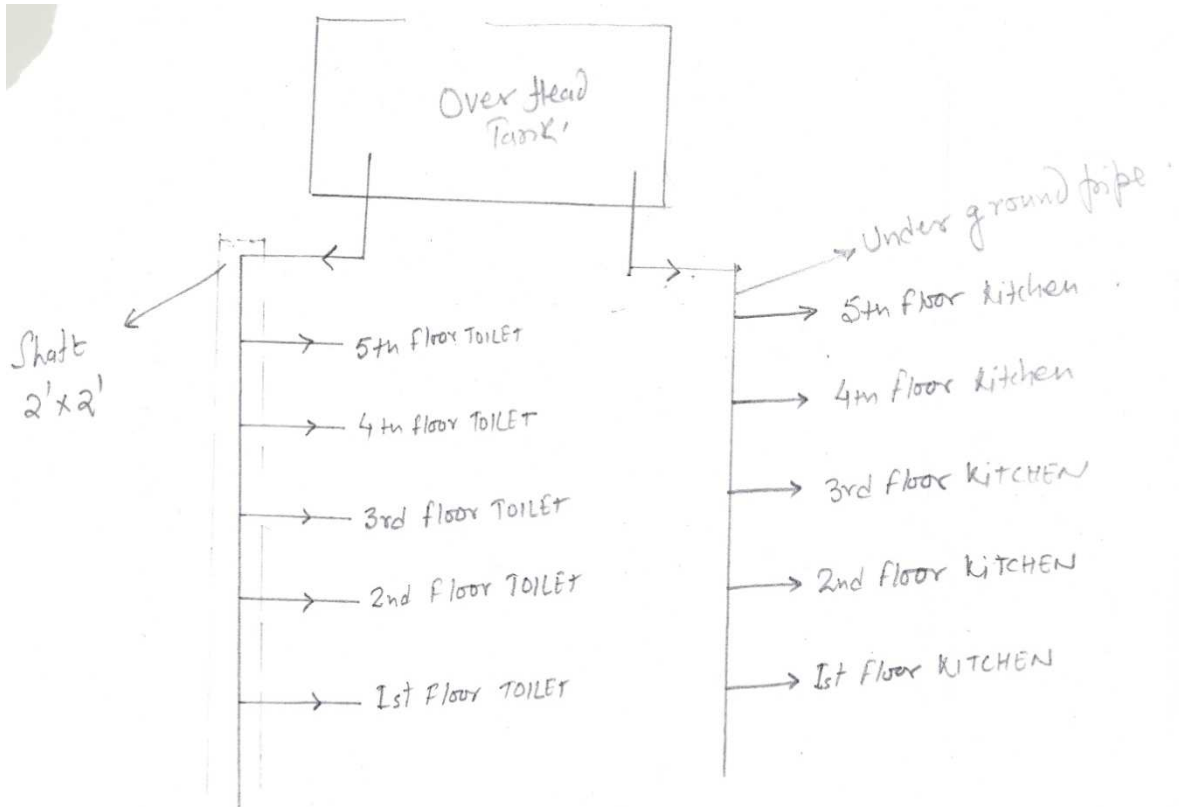 Over Head
Tank
Under ground pipe
Shaft
2'x2'
5th floor TOILET
4th floor TOILET
3rd floor TOILET
2nd Floor TOILET
1st Floor TOILET
5th floor kitchen
4th floor kitchen
3rd floor KiTCHEN
2nd floor KiTCHEN
Ist floor KITCHEN